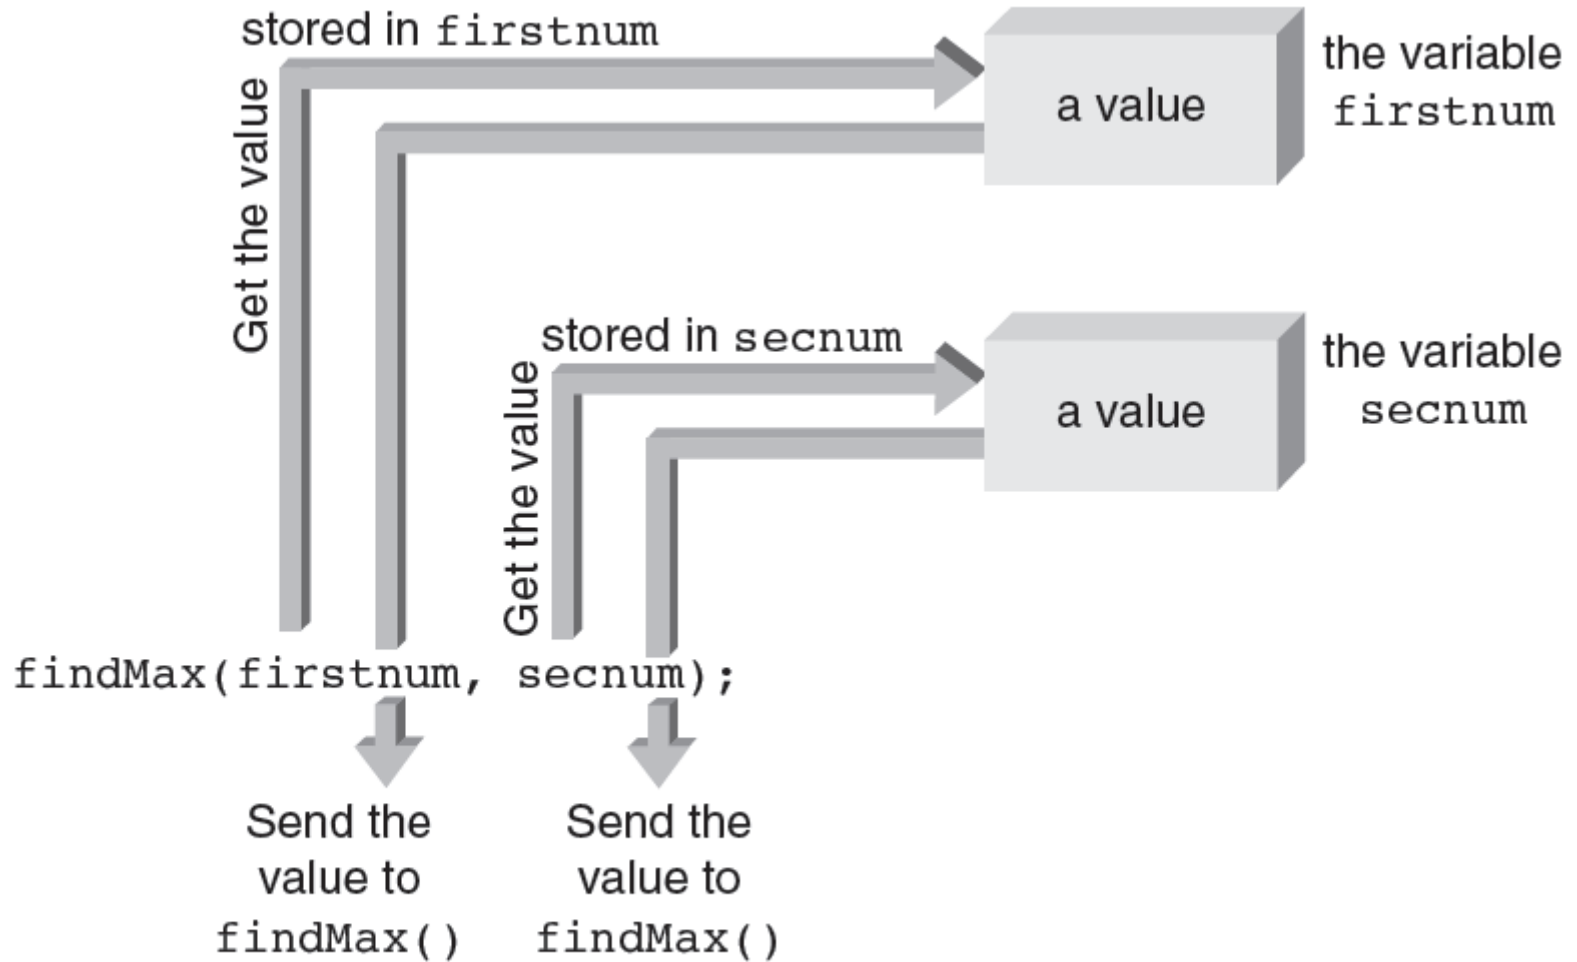 stored in firstnum
Get the value
a value
the variable
firstnum
stored in secnum
Get the value
a value
the variable
secnum
findMax(firstnum, secnum);
Send the
value to
findMax()
Send the
value to
findMax()